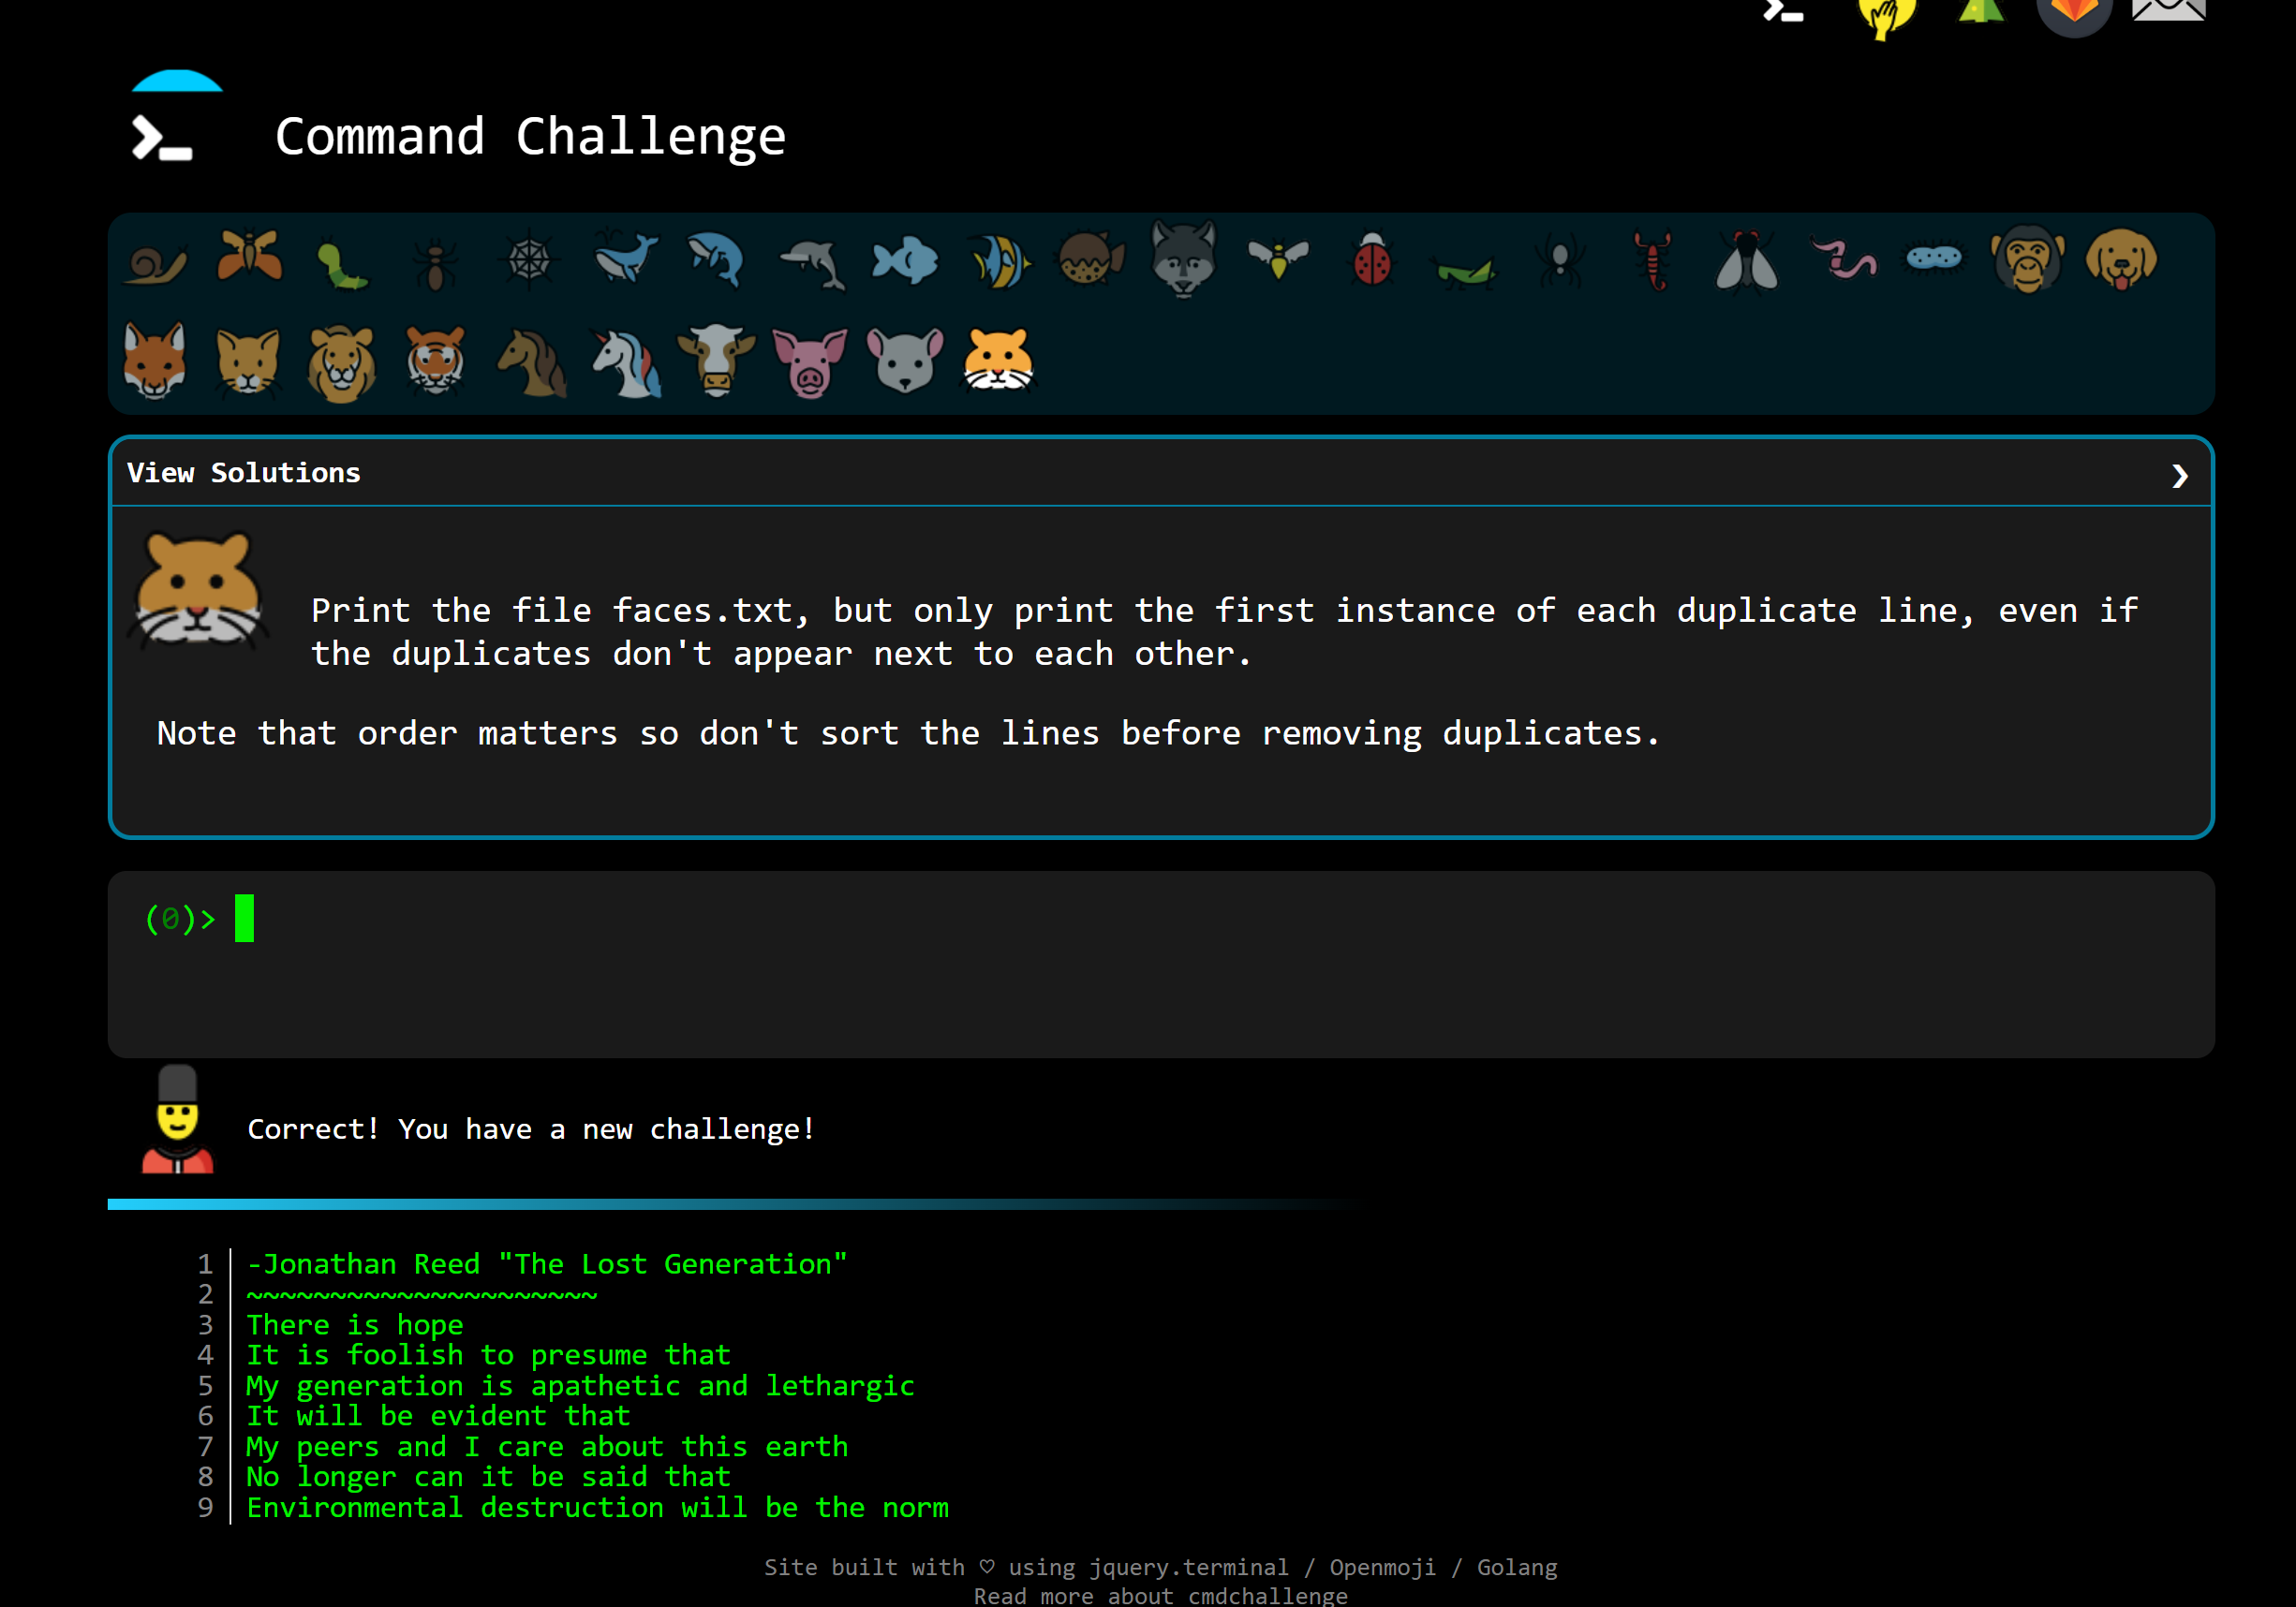 Command Challenge
View Solutions
Print the file faces.txt, but only print the first instance of each duplicate line, even if
the duplicates don't appear next to each other.
Note that order matters so don't sort the lines before removing duplicates.
(0)>
Correct! You have a new challenge!
1 -Jonathan Reed "The Lost Generation"
2 ~~~~~~~~~~~~~~~~~~~~~
3 There is hope
4 It is foolish to presume that
5 My generation is apathetic and lethargic
6 It will be evident that
7 My peers and I care about this earth
8 No longer can it be said that
9 Environmental destruction will be the norm
Site built with ♡ using jquery.terminal / Openmoji / Golang
Read more about cmdchallenge